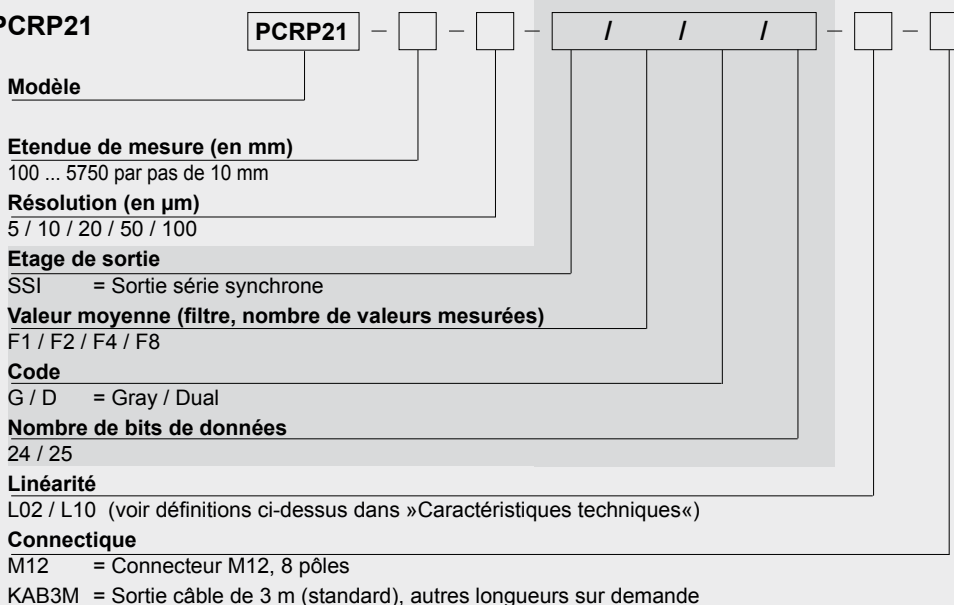 PCRP21
PCRP21 – – – / / / – –
Modèle
Etendue de mesure (en mm)
100 ... 5750 par pas de 10 mm
Résolution (en µm)
5 / 10 / 20 / 50 / 100
Etage de sortie
SSI = Sortie série synchrone
Valeur moyenne (filtre, nombre de valeurs mesurées)
F1 / F2 / F4 / F8
Code
G / D = Gray / Dual
Nombre de bits de données
24 / 25
Linéarité
L02 / L10 (voir définitions ci-dessus dans »Caractéristiques techniques«)
Connectique
M12 = Connecteur M12, 8 pôles
KAB3M = Sortie câble de 3 m (standard), autres longueurs sur demande